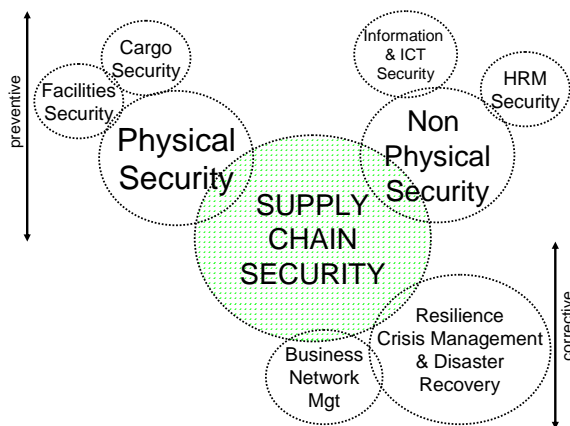 preventive
Cargo
Security
Facilities
Security
Physical
Security
Information
& ICT
Security
HRM
Security
Non
Physical
Security
SUPPLY
CHAIN
SECURITY
Business
Network
Mgt
Resilience
Crisis Management
& Disaster
Recovery
corrective